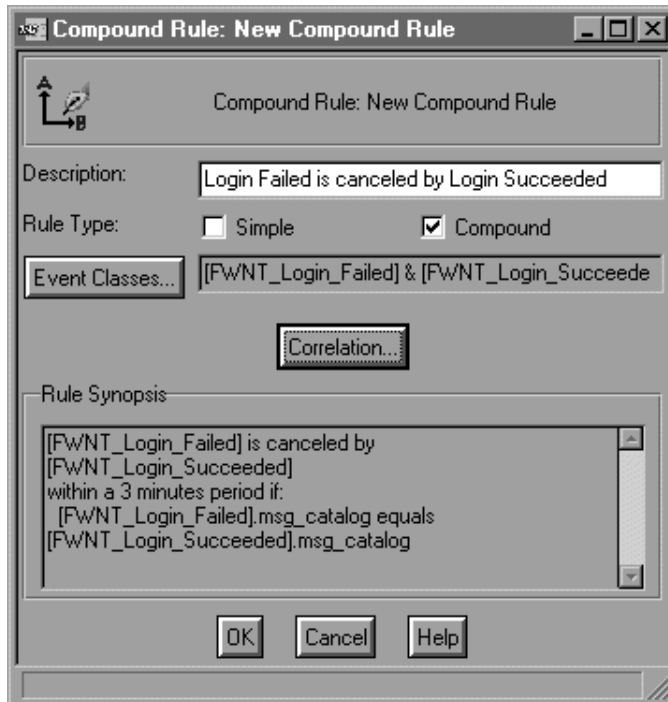 Compound Rule: New Compound Rule
A
B
Compound Rule: New Compound Rule
Description: Login Failed is canceled by Login Succeeded
Rule Type: Simple Compound
Event Classes... [FWNT_Login_Failed] & [FWNT_Login_Succeede
Correlation...
Rule Synopsis
[FWNT_Login_Failed] is canceled by
[FWNT_Login_Succeeded]
within a 3 minutes period if:
[FWNT_Login_Failed].msg_catalog equals
[FWNT_Login_Succeeded].msg_catalog
OK Cancel Help